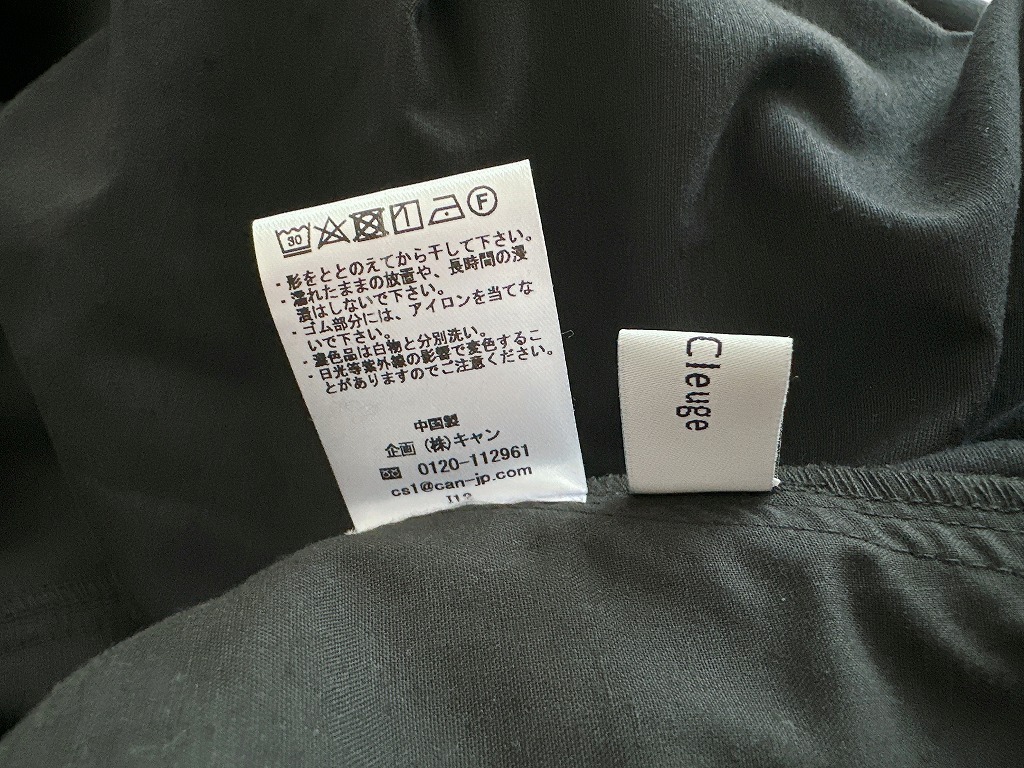 30 F
・形をととのえてから干して下さい。
・濡れたままの放置や、長時間の浸
漬はしないで下さい。
・ゴム部分には、アイロンを当てな
いで下さい。
・濃色品は白物と分別洗い。
・日光等紫外線の影響で変色するこ
とがありますのでご注意ください。
中国製
企画 (株)キャン
0120-112961
cs1@can-jp.com
Cleuge